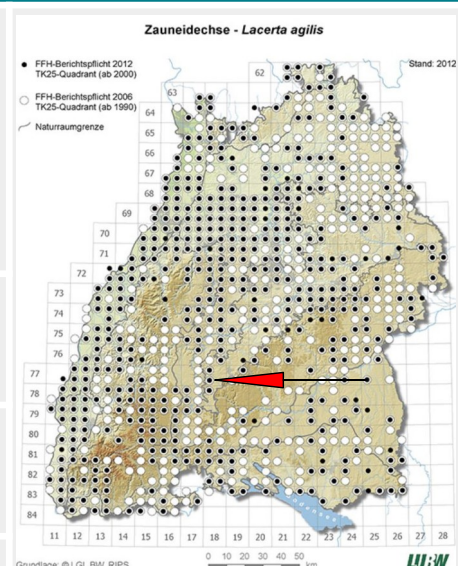 Zauneidechse - Lacerta agilis
FFH-Berichtspflicht 2012
TK25-Quadrant (ab 2000)
FFH-Berichtspflicht 2006
TK25-Quadrant (ab 1990)
Naturraumgrenze
Stand: 2012
62
63
64
65
66
67
68
69
70
71
72
73
74
75
76
77
78
79
80
81
82
83
84
11 12 13 14 15 16 17 18 19 20 21 22 23 24 25 26 27 28
0 10 20 30 40 50
km
Grundlage: © LGL BW, RIPS